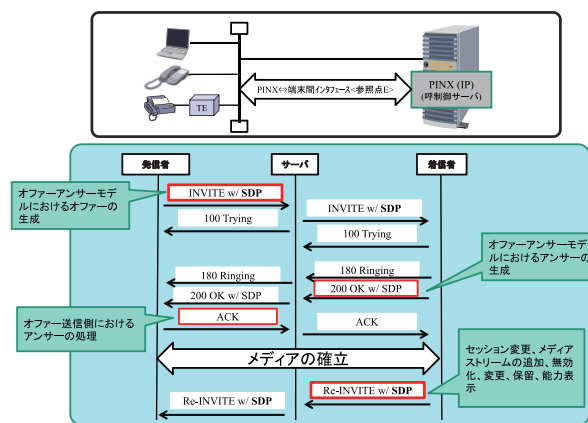 TE
PINX⇔端末間インタフェース<参照点E>
PINX (IP)
(呼制御サーバ)
発信者
サーバ
着信者
オファーアンサーモデ
ルにおけるオファーの
生成
INVITE w/ SDP
INVITE w/ SDP
100 Trying
100 Trying
オファーアンサーモデ
ルにおけるアンサーの
生成
180 Ringing
180 Ringing
200 OK w/ SDP
200 OK w/ SDP
オファー送信側における
アンサーの処理
ACK
ACK
メディアの確立
セッション変更、メディア
ストリームの追加、無効
化、変更、保留、能力表
示
Re-INVITE w/ SDP
Re-INVITE w/ SDP